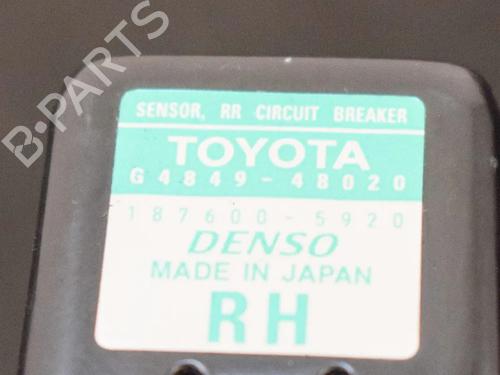 B-PARTS
SENSOR, RR CIRCUIT BREAKER
TOYOTA
G4849-48020
187600-5920
DENSO
MADE IN JAPAN
RH